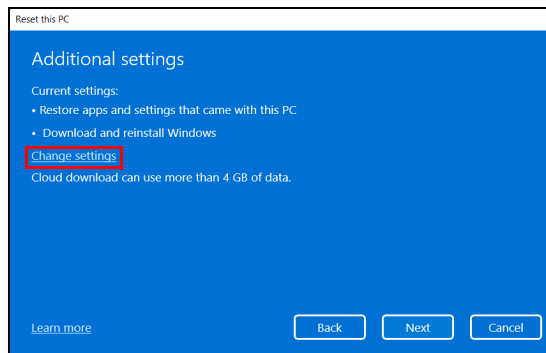 Reset this PC
Additional settings
Current settings:
• Restore apps and settings that came with this PC
• Download and reinstall Windows
Change settings
Cloud download can use more than 4 GB of data.
Learn more
Back
Next
Cancel